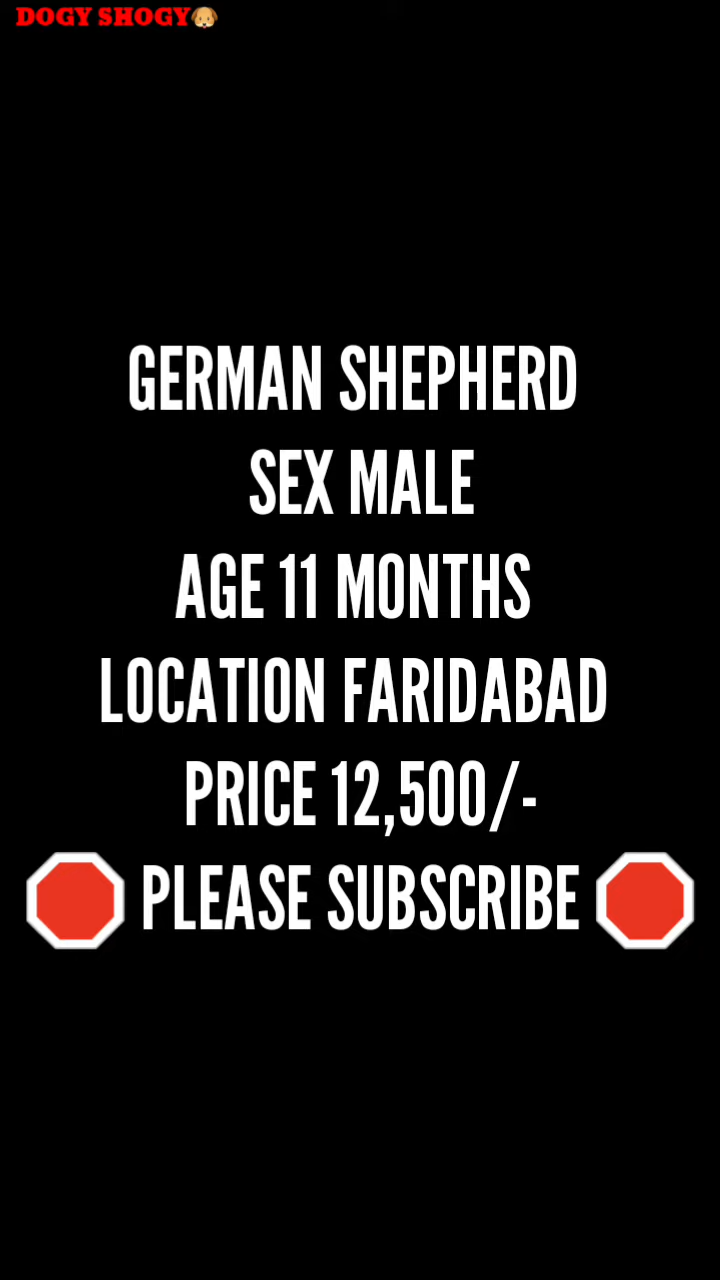 DOGY SHOGY🐶
GERMAN SHEPHERD
SEX MALE
AGE 11 MONTHS
LOCATION FARIDABAD
PRICE 12,500/-
🛑 PLEASE SUBSCRIBE 🛑